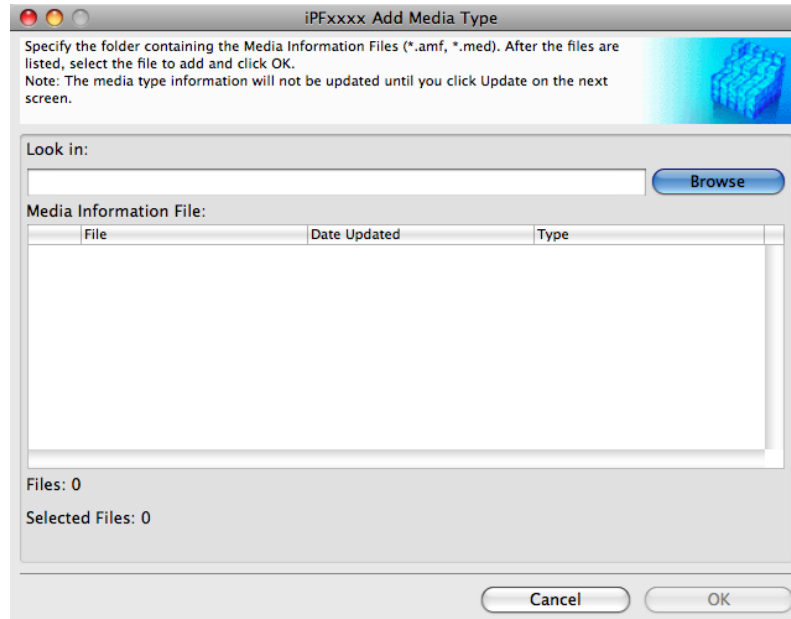 iPFxxxx Add Media Type
Specify the folder containing the Media Information Files (*.amf, *.med). After the files are
listed, select the file to add and click OK.
Note: The media type information will not be updated until you click Update on the next
screen.
Look in:
Browse
Media Information File:
File Date Updated Type
Files: 0
Selected Files: 0
Cancel OK